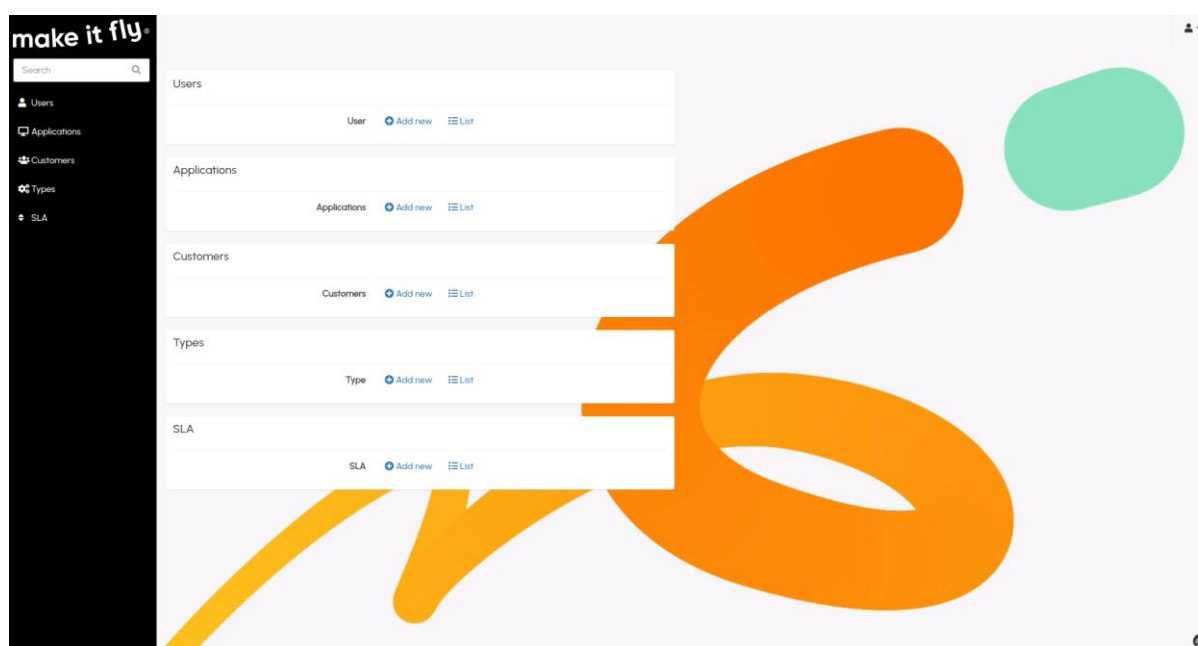 make it fly®
Search
Users
Applications
Customers
Types
SLA
Users
User Add new List
Applications
Applications Add new List
Customers
Customers Add new List
Types
Type Add new List
SLA
SLA Add new List